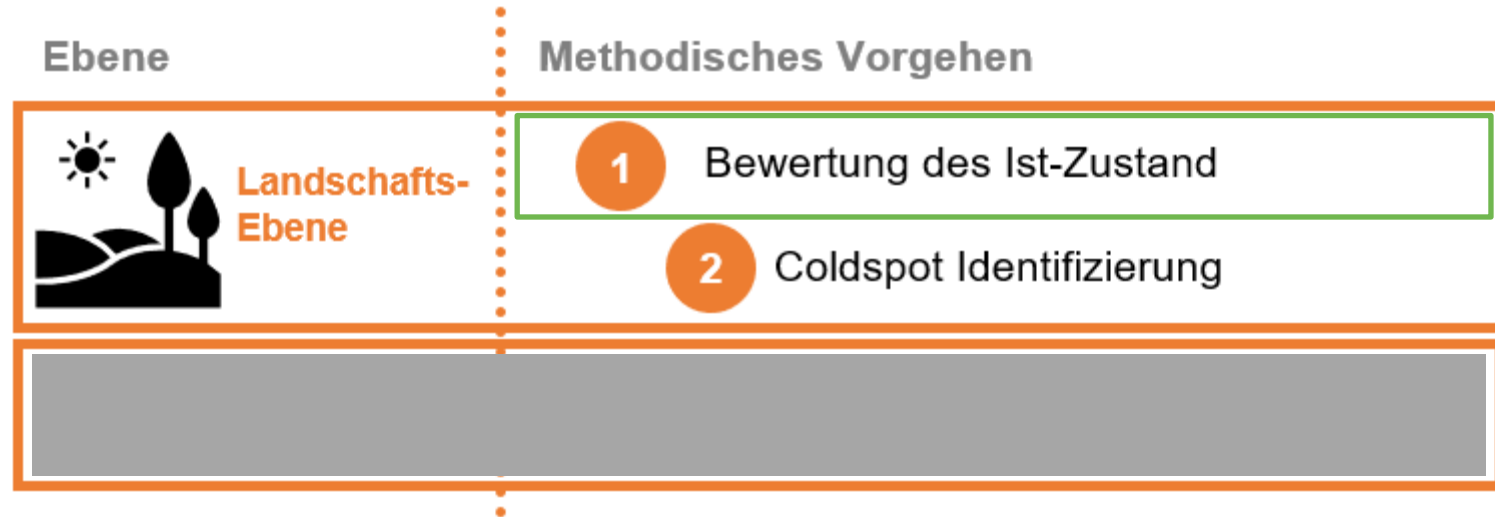 Ebene
Methodisches Vorgehen
Landschafts-
Ebene
1 Bewertung des Ist-Zustand
2 Coldspot Identifizierung